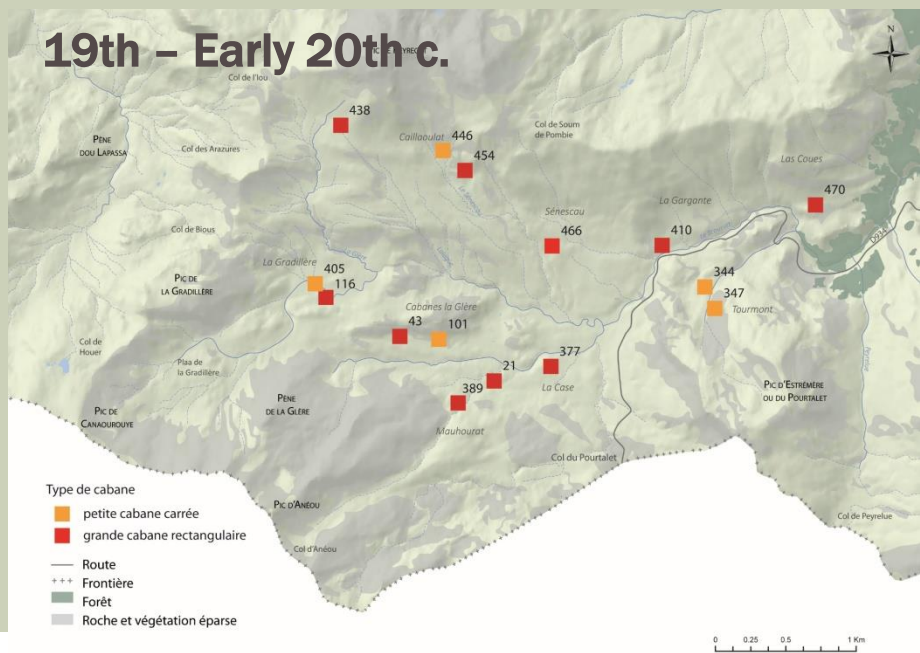 19th – Early 20th c.
Col de l'Iou
N
438
Caillaoulat
446
Col de Soum
de Pombie
PÈNE
DOU LAPASSA
Col des Arazures
454
Las Coues
470
La Gargante
Sénescau
466
410
Col de Bious
D934
La Gradillère
405
116
PIC DE
LA GRADILLÈRE
344
347
Tourmont
Cabanes la Glère
43
101
Col de
Houer
Plaa de
la Gradillère
21
377
La Case
PIC D'ESTRÉMÈRE
OU DU POURTALET
389
PÈNE
DE LA GLÈRE
PIC DE
CANAOUROUYE
Mauhourat
Col du Pourtalet
Type de cabane
PIC D'ANÉOU
petite cabane carrée
Col de Peyrelue
grande cabane rectangulaire
Col d'Anéou
Route
Frontière
Forêt
Roche et végétation éparse
0 0.25 0.5 1 Km